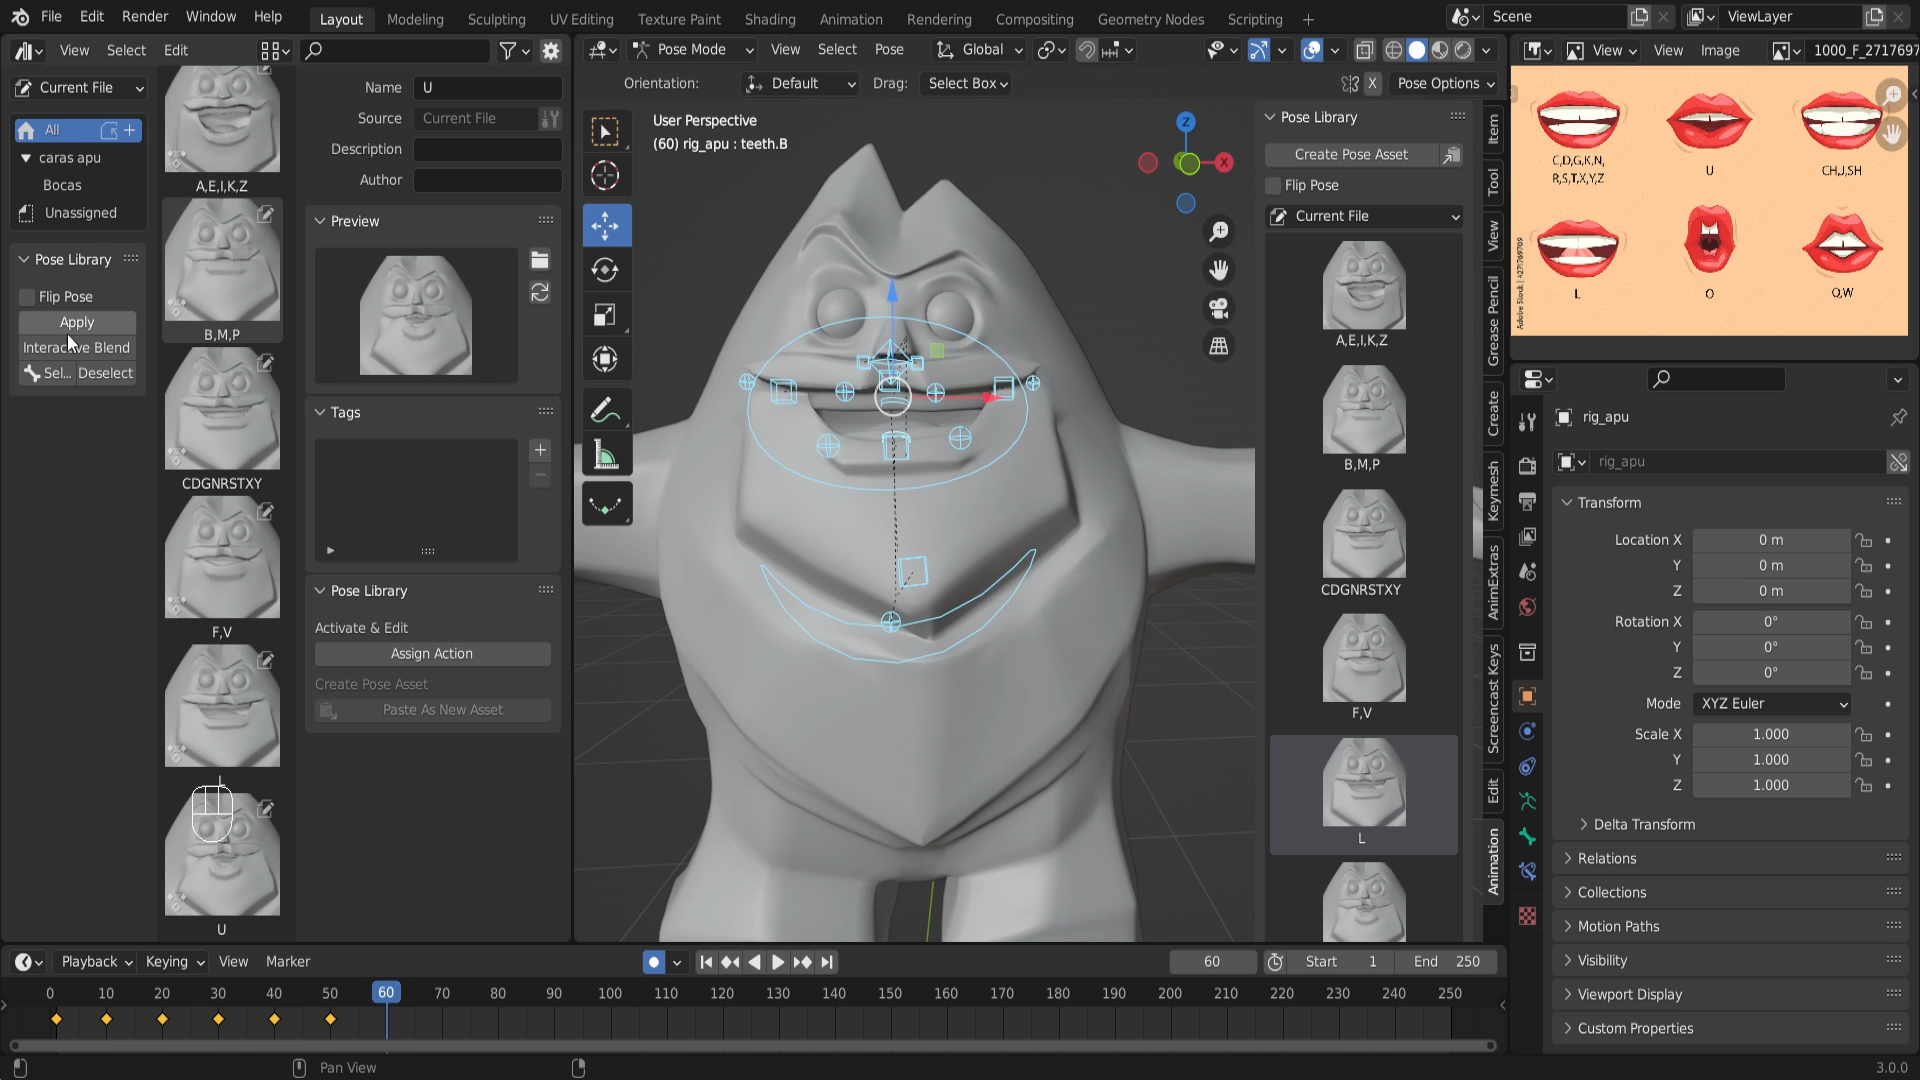 File Edit Render Window Help Layout Modeling Sculpting UV Editing Texture Paint Shading Animation Rendering Compositing Geometry Nodes Scripting Scene ViewLayer
View Select Edit Pose Mode View Select Pose Global View View Image 1000_F_2717697
Orientation: Default Drag: Select Box X Pose Options
Current File
All
caras apu
Bocas
Unassigned
Pose Library
Flip Pose
Apply
Interactive Blend
Sel... Deselect
A,E,I,K,Z
B,M,P
CDGNRSTXY
F,V
L
U
Name U
Source Current File
Description
Author
Preview
Tags
Pose Library
Activate & Edit
Assign Action
Create Pose Asset
Paste As New Asset
User Perspective
(60) rig_apu : teeth.B
Z
X
Pose Library
Create Pose Asset
Flip Pose
Current File
A,E,I,K,Z
B,M,P
CDGNRSTXY
F,V
L
Item
Tool
View
Grease Pencil
Create
Keymesh
AnimExtras
Screencast Keys
Edit
Animation
C,D,G,K,N,
R,S,T,X,Y,Z
U
CH,J,SH
L
O
Q,W
Adobe Stock | #271769709
rig_apu
rig_apu
Transform
Location X 0 m
Y 0 m
Z 0 m
Rotation X 0°
Y 0°
Z 0°
Mode XYZ Euler
Scale X 1.000
Y 1.000
Z 1.000
Delta Transform
Relations
Collections
Motion Paths
Visibility
Viewport Display
Custom Properties
Playback Keying View Marker 60 Start 1 End 250
0 10 20 30 40 50 60 70 80 90 100 110 120 130 140 150 160 170 180 190 200 210 220 230 240 250
Pan View 3.0.0